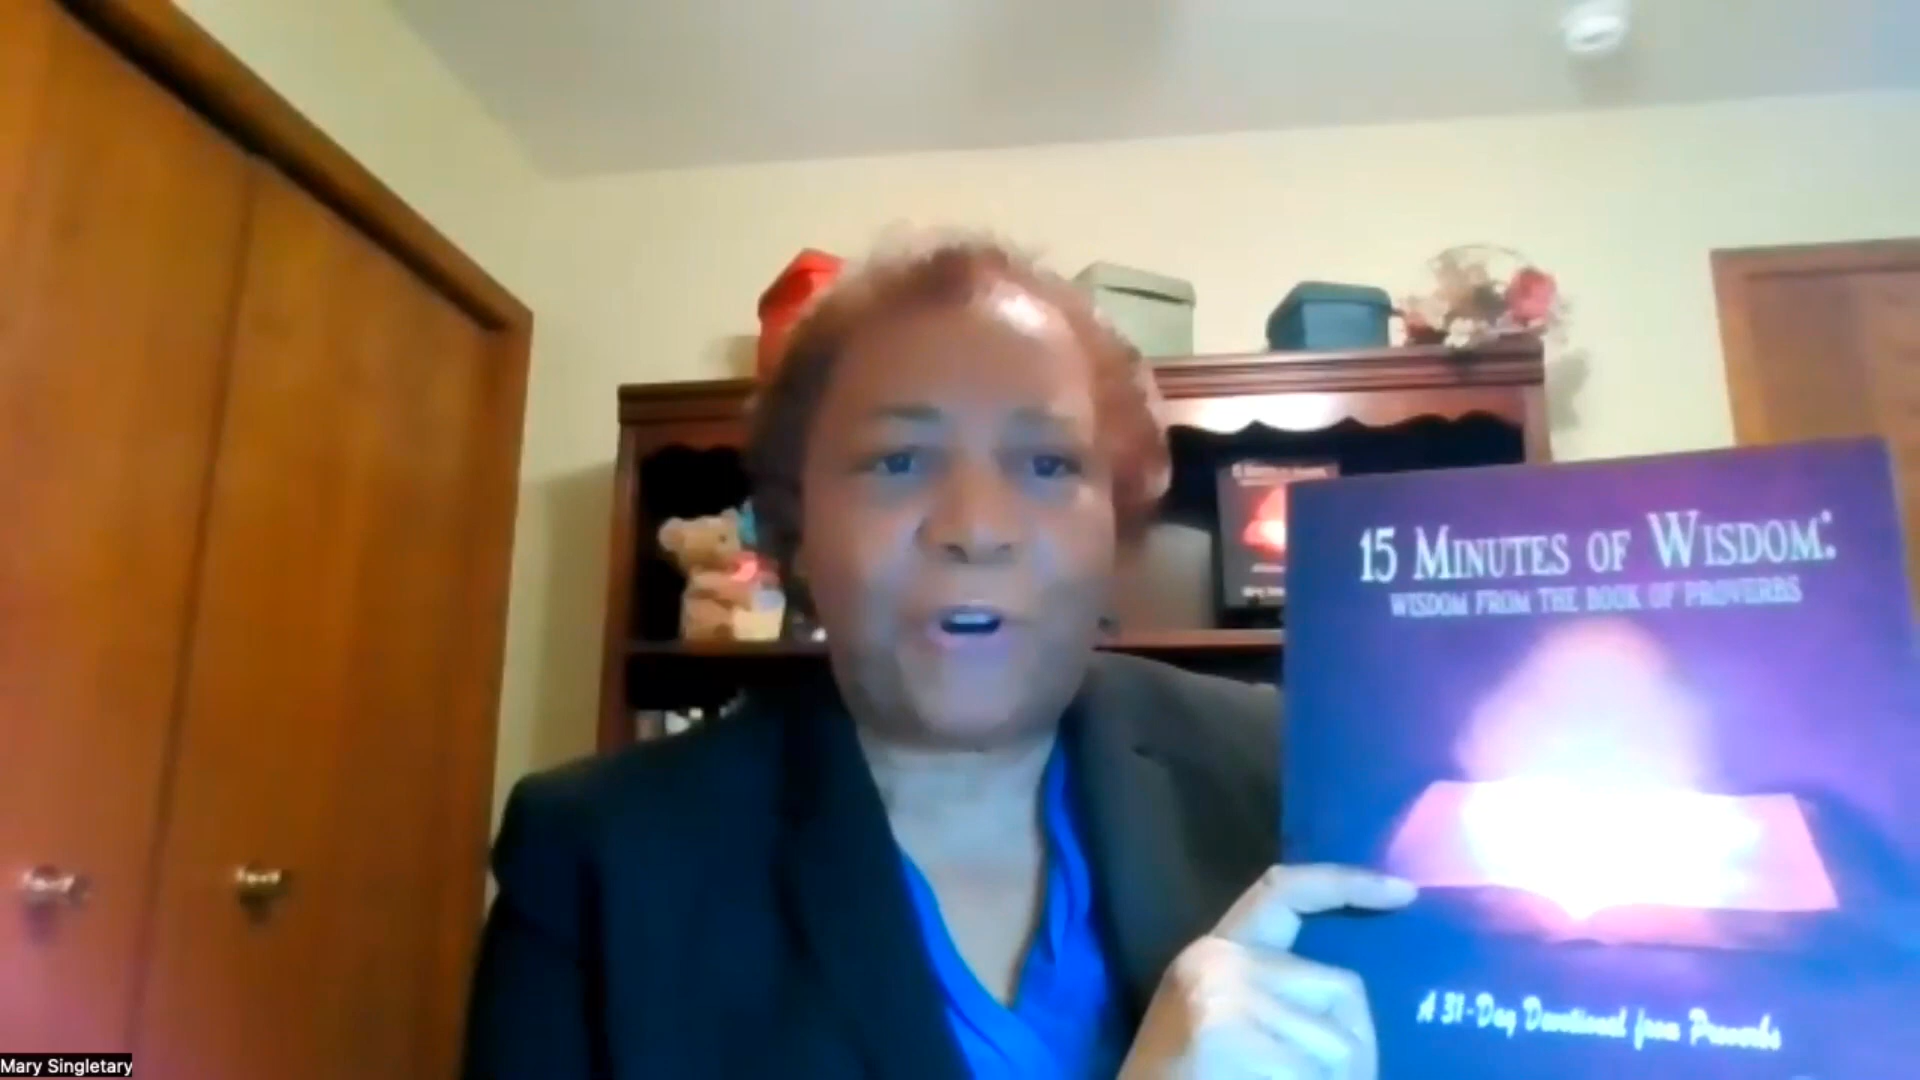 15 MINUTES OF WISDOM:
WISDOM FROM THE BOOK OF PROVERBS
A 31-Day Devotional from Proverbs
Mary Singletary